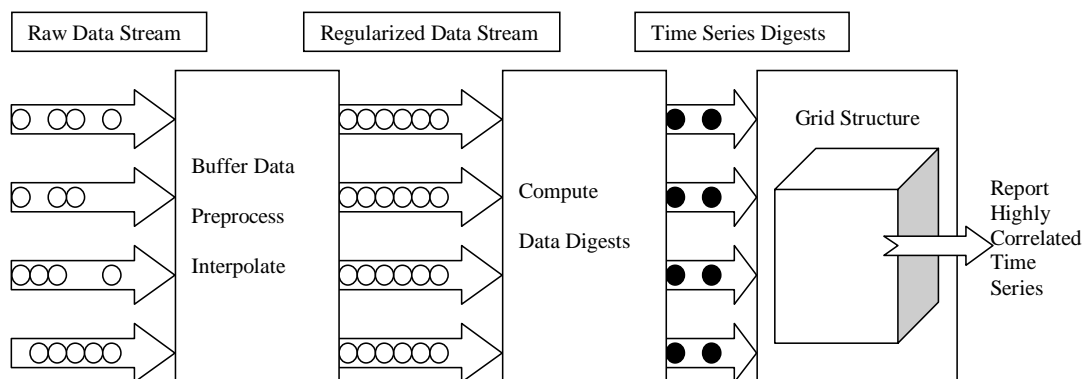 Raw Data Stream
Regularized Data Stream
Time Series Digests
Buffer Data
Preprocess
Interpolate
Compute
Data Digests
Grid Structure
Report
Highly
Correlated
Time
Series